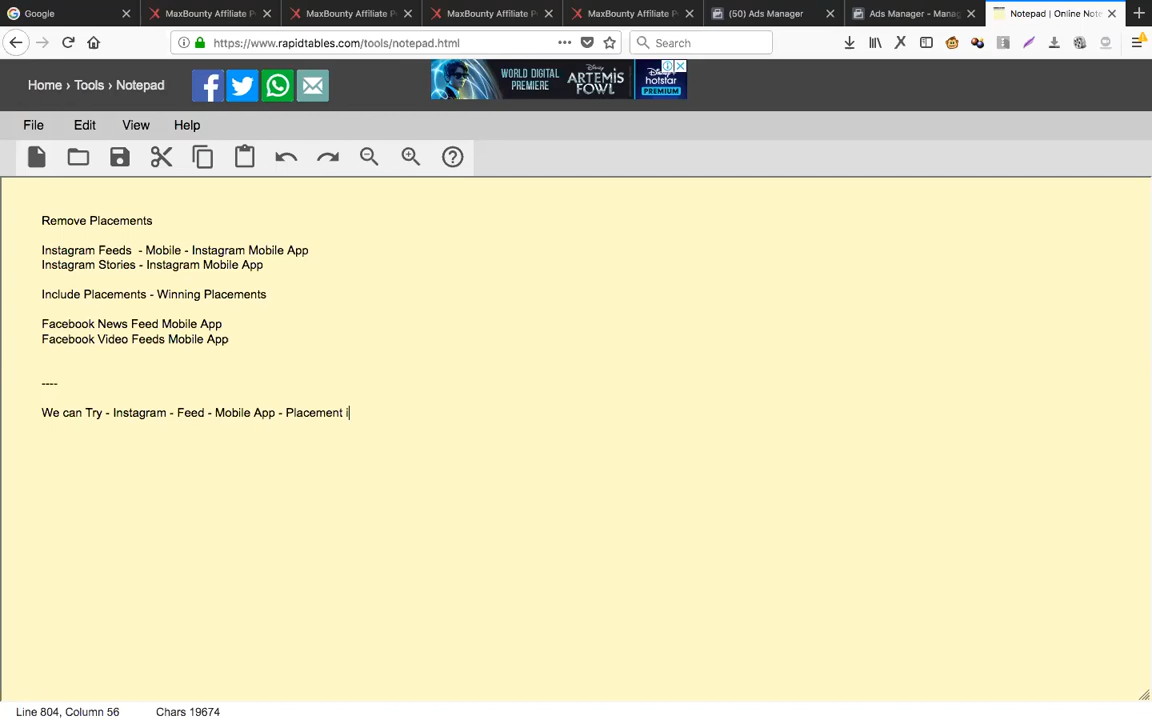 Google
MaxBounty Affiliate P
MaxBounty Affiliate P
MaxBounty Affiliate P
MaxBounty Affiliate P
(50) Ads Manager
Ads Manager - Manag
Notepad | Online Note
https://www.rapidtables.com/tools/notepad.html
Search
Home › Tools › Notepad
WORLD DIGITAL PREMIERE
ARTEMIS FOWL
Disney+ hotstar PREMIUM
File Edit View Help
Remove Placements
Instagram Feeds  - Mobile - Instagram Mobile App
Instagram Stories - Instagram Mobile App
Include Placements - Winning Placements
Facebook News Feed Mobile App
Facebook Video Feeds Mobile App
----
We can Try - Instagram - Feed - Mobile App - Placement i
Line 804, Column 56 Chars 19674